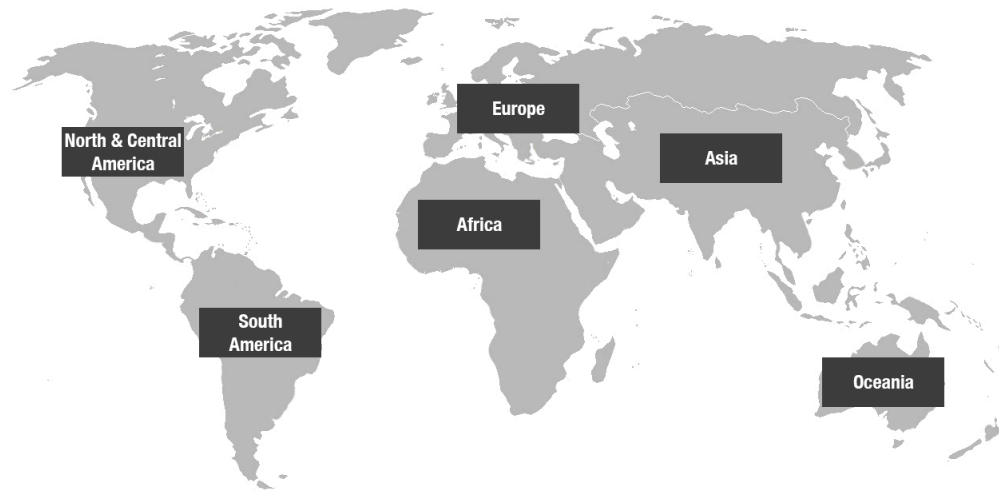 Europe
North & Central
America
Asia
Africa
South
America
Oceania